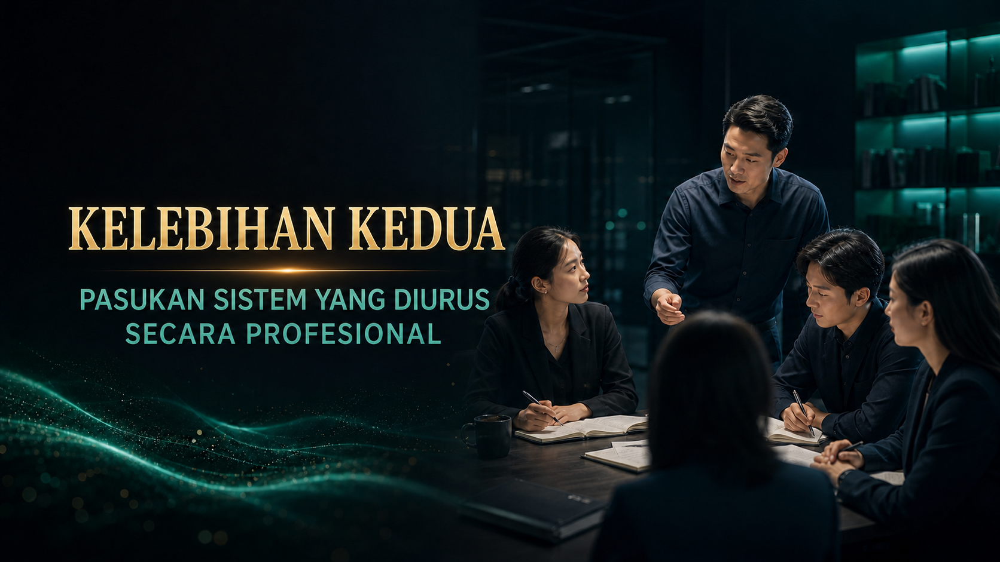 KELEBIHAN KEDUA
PASUKAN SISTEM YANG DIURUS
SECARA PROFESIONAL